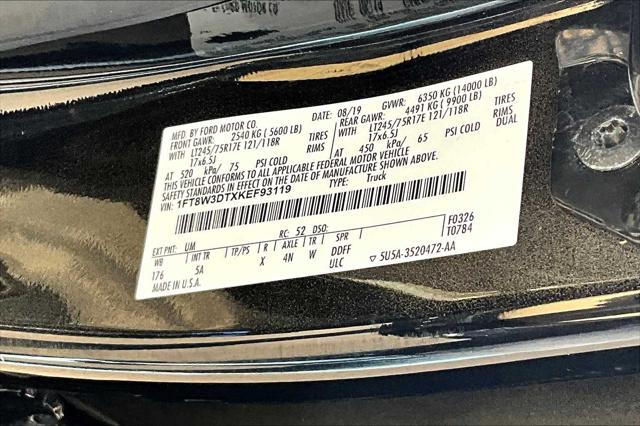 MFD. BY FORD MOTOR CO. DATE: 08/19 GVWR: 6350 KG (14000 LB)
FRONT GAWR: 2540 KG (5600 LB) REAR GAWR: 4491 KG (9900 LB)
WITH LT245/75R17E 121/118R TIRES WITH LT245/75R17E 121/118R TIRES
17x6.5J RIMS 17x6.5J RIMS
AT 520 kPa/ 75 PSI COLD AT 450 kPa/ 65 PSI COLD DUAL
THIS VEHICLE CONFORMS TO ALL APPLICABLE FEDERAL MOTOR VEHICLE
SAFETY STANDARDS IN EFFECT ON THE DATE OF MANUFACTURE SHOWN ABOVE.
VIN: 1FT8W3DTXKEF93119 TYPE: Truck
F0326
T0784
EXT PNT: UM RC: 52 DSO:
WB INT TR TP/PS R AXLE TR SPR
176 5A X 4N W DDFF
ULC
MADE IN U.S.A. 5U5A-3520472-AA